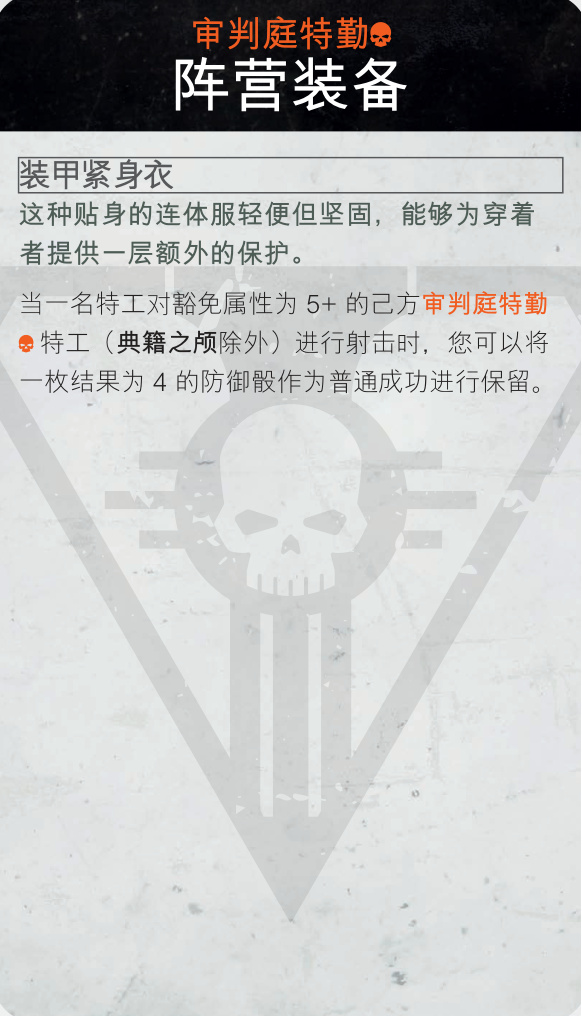 审判庭特勤
阵营装备
装甲紧身衣
这种贴身的连体服轻便但坚固，能够为穿着
者提供一层额外的保护。
当一名特工对豁免属性为 5+ 的己方审判庭特勤
特工（典籍之颅除外）进行射击时，您可以将
一枚结果为 4 的防御骰作为普通成功进行保留。